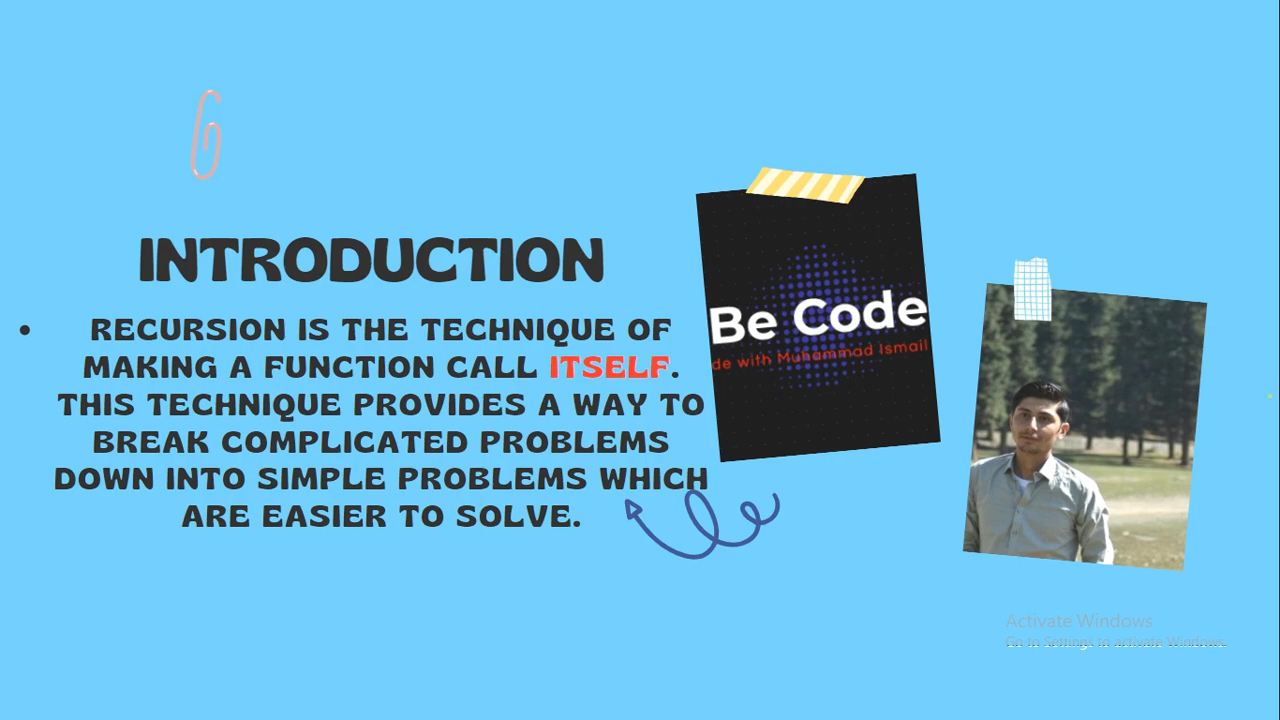 INTRODUCTION
• RECURSION IS THE TECHNIQUE OF
MAKING A FUNCTION CALL ITSELF.
THIS TECHNIQUE PROVIDES A WAY TO
BREAK COMPLICATED PROBLEMS
DOWN INTO SIMPLE PROBLEMS WHICH
ARE EASIER TO SOLVE.
Be Code
de with Muhammad Ismail
Activate Windows
Go to Settings to activate Windows.